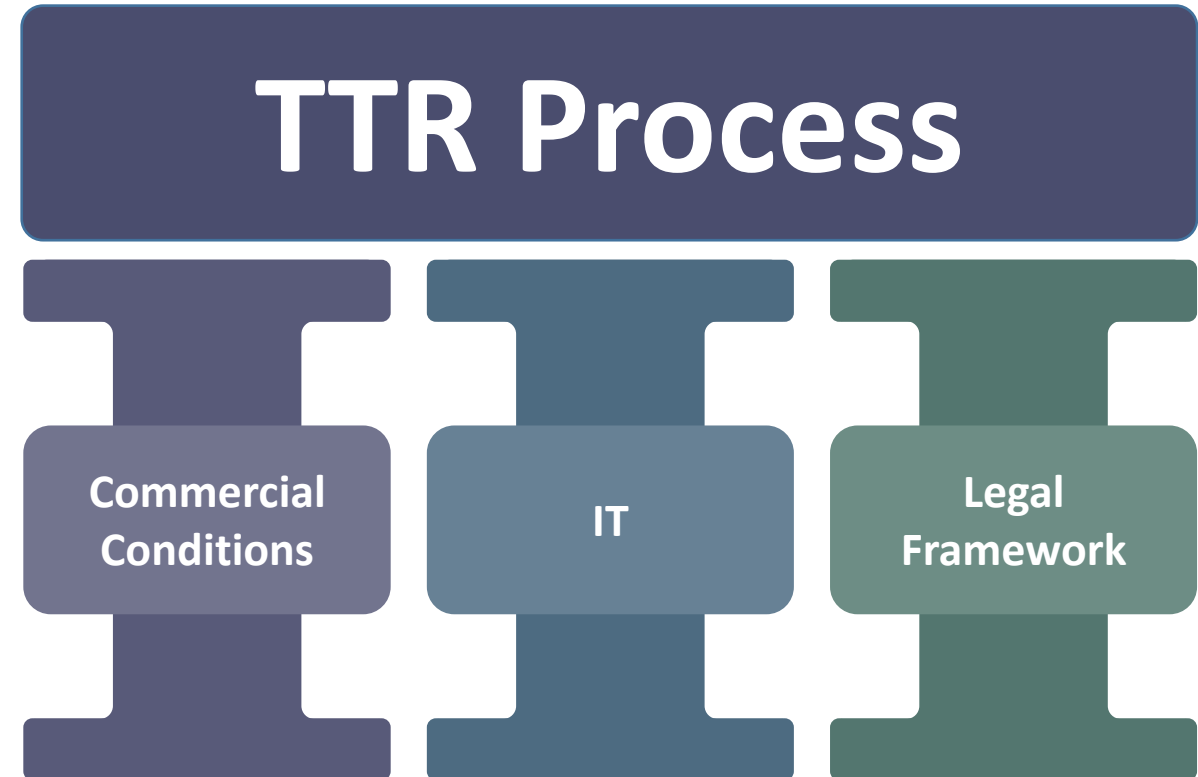 TTR Process
Commercial
Conditions
IT
Legal
Framework